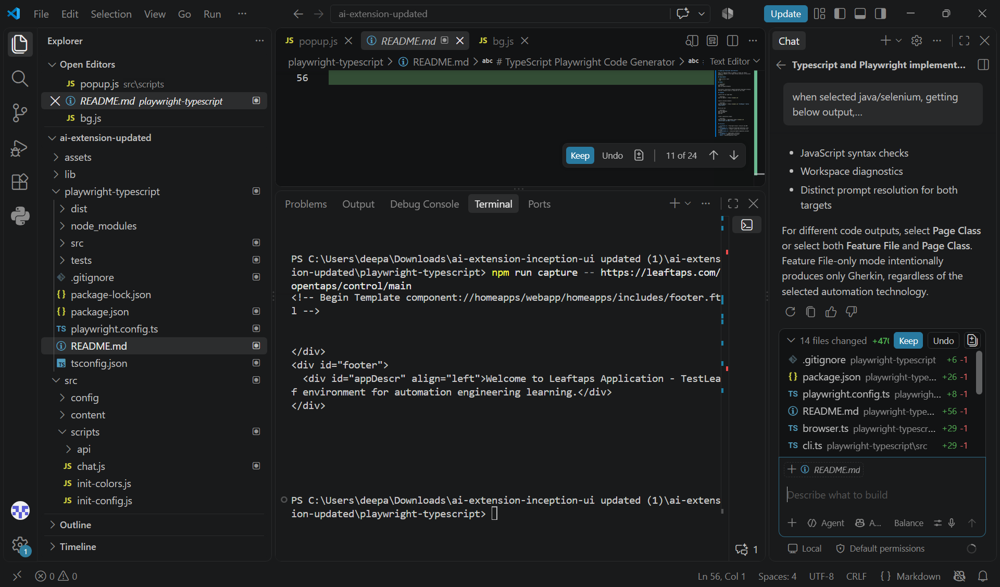 File Edit Selection View Go Run ··· ai-extension-updated Update
Explorer
Open Editors
JS popup.js src\scripts
README.md playwright-typescript
JS bg.js
ai-extension-updated
assets
lib
playwright-typescript
dist
node_modules
src
tests
.gitignore
{} package-lock.json
{} package.json
TS playwright.config.ts
README.md
TS tsconfig.json
src
config
content
scripts
api
JS chat.js
JS init-colors.js
JS init-config.js
Outline
Timeline
1
JS popup.js README.md JS bg.js
playwright-typescript > README.md > abc # TypeScript Playwright Code Generator > abc Text Editor
56
Keep Undo 11 of 24
Problems Output Debug Console Terminal Ports
PS C:\Users\deepa\Downloads\ai-extension-inception-ui updated (1)\ai-extens
ion-updated\playwright-typescript> npm run capture -- https://leaftaps.com/
opentaps/control/main
<!-- Begin Template component://homeapps/webapp/homeapps/includes/footer.ft
l -->
</div>
<div id="footer">
<div id="appDescr" align="left">Welcome to Leaftaps Application - TestLea
f environment for automation engineering learning.</div>
</div>
PS C:\Users\deepa\Downloads\ai-extension-inception-ui updated (1)\ai-extens
ion-updated\playwright-typescript>
1
Chat
Typescript and Playwright implement...
when selected java/selenium, getting
below output,...
• JavaScript syntax checks
• Workspace diagnostics
• Distinct prompt resolution for both
targets
For different code outputs, select Page Class
or select both Feature File and Page Class.
Feature File-only mode intentionally
produces only Gherkin, regardless of the
selected automation technology.
14 files changed +470 Keep Undo
.gitignore playwright-typescript +6 -1
{} package.json playwright-type... +26 -1
TS playwright.config.ts playwrigh... +8 -1
README.md playwright-type... +56 -1
TS browser.ts playwright-typescr... +29 -1
TS cli.ts playwright-typescript\src +29 -1
README.md
Describe what to build
Agent A... Balance
Local Default permissions
0 0 Ln 56, Col 1 Spaces: 4 UTF-8 CRLF {} Markdown